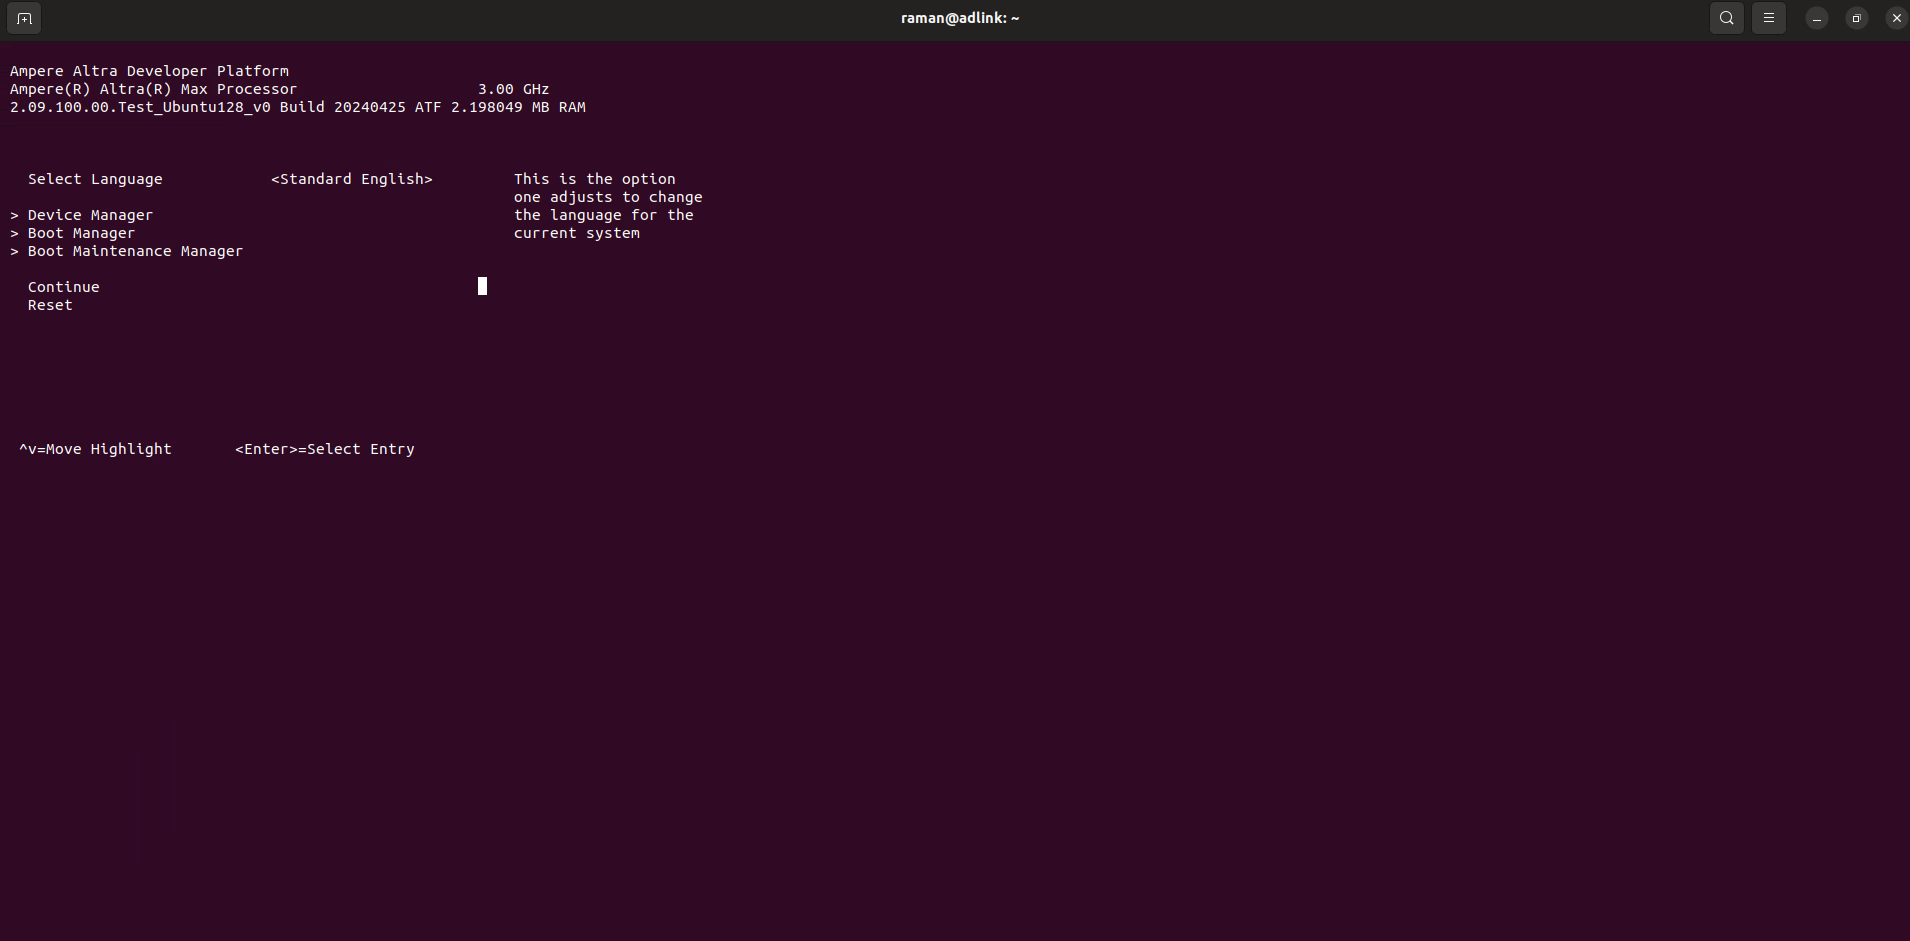 raman@adlink: ~
Ampere Altra Developer Platform
Ampere(R) Altra(R) Max Processor 3.00 GHz
2.09.100.00.Test_Ubuntu128_v0 Build 20240425 ATF 2.198049 MB RAM
Select Language <Standard English> This is the option
one adjusts to change
> Device Manager the language for the
> Boot Manager current system
> Boot Maintenance Manager
Continue
Reset
^v=Move Highlight <Enter>=Select Entry